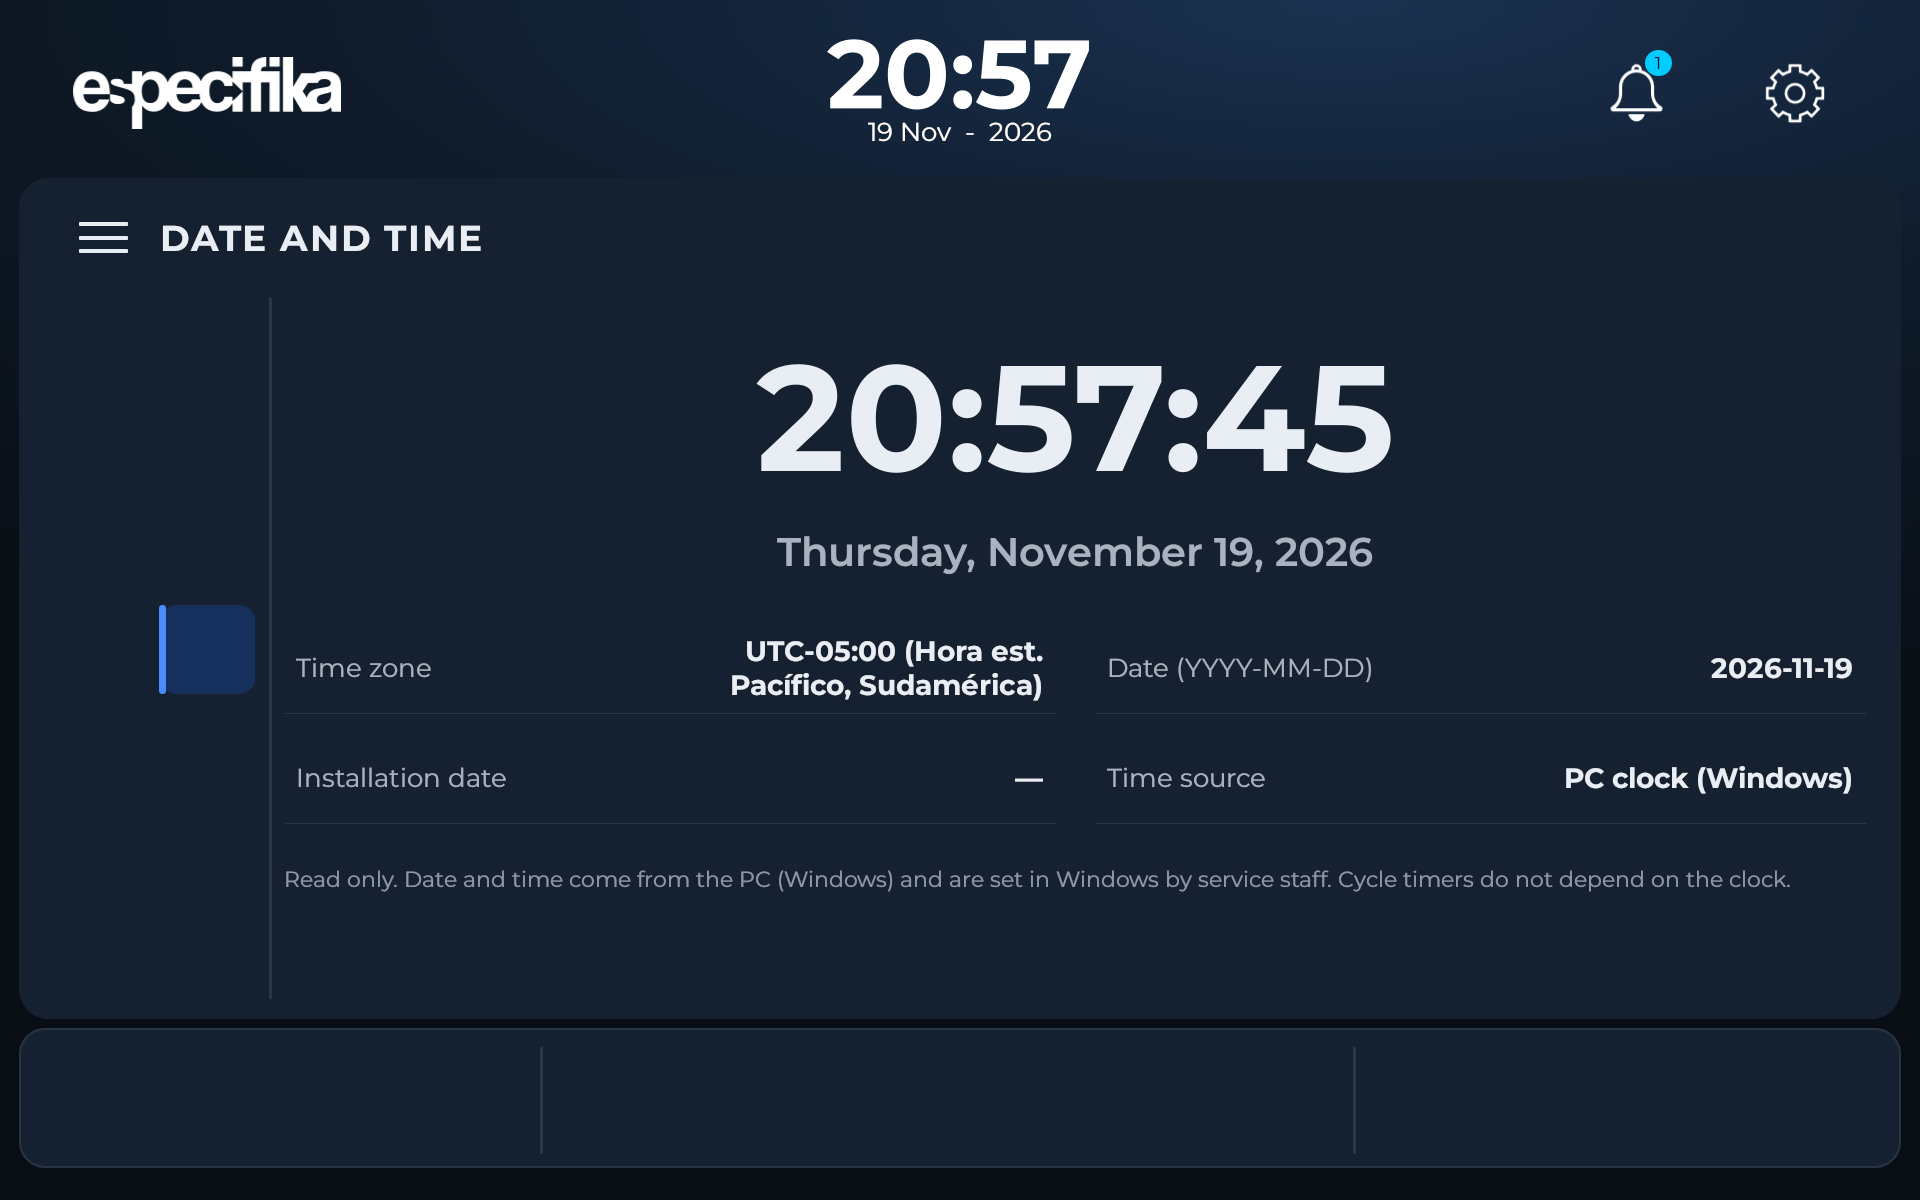 especifika
20:57
19 Nov - 2026
1
DATE AND TIME
20:57:45
Thursday, November 19, 2026
Time zone
UTC-05:00 (Hora est.
Pacífico, Sudamérica)
Date (YYYY-MM-DD)
2026-11-19
Installation date
—
Time source
PC clock (Windows)
Read only. Date and time come from the PC (Windows) and are set in Windows by service staff. Cycle timers do not depend on the clock.